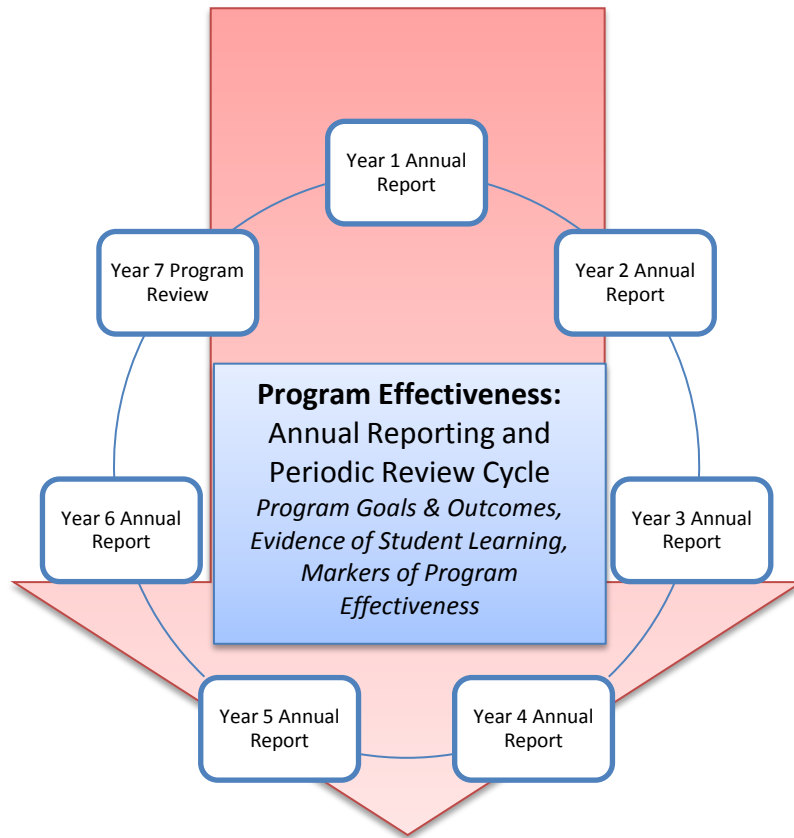 Year 1 Annual
Report
Year 2 Annual
Report
Year 3 Annual
Report
Year 4 Annual
Report
Year 5 Annual
Report
Year 6 Annual
Report
Year 7 Program
Review
Program Effectiveness:
Annual Reporting and
Periodic Review Cycle
Program Goals & Outcomes,
Evidence of Student Learning,
Markers of Program
Effectiveness